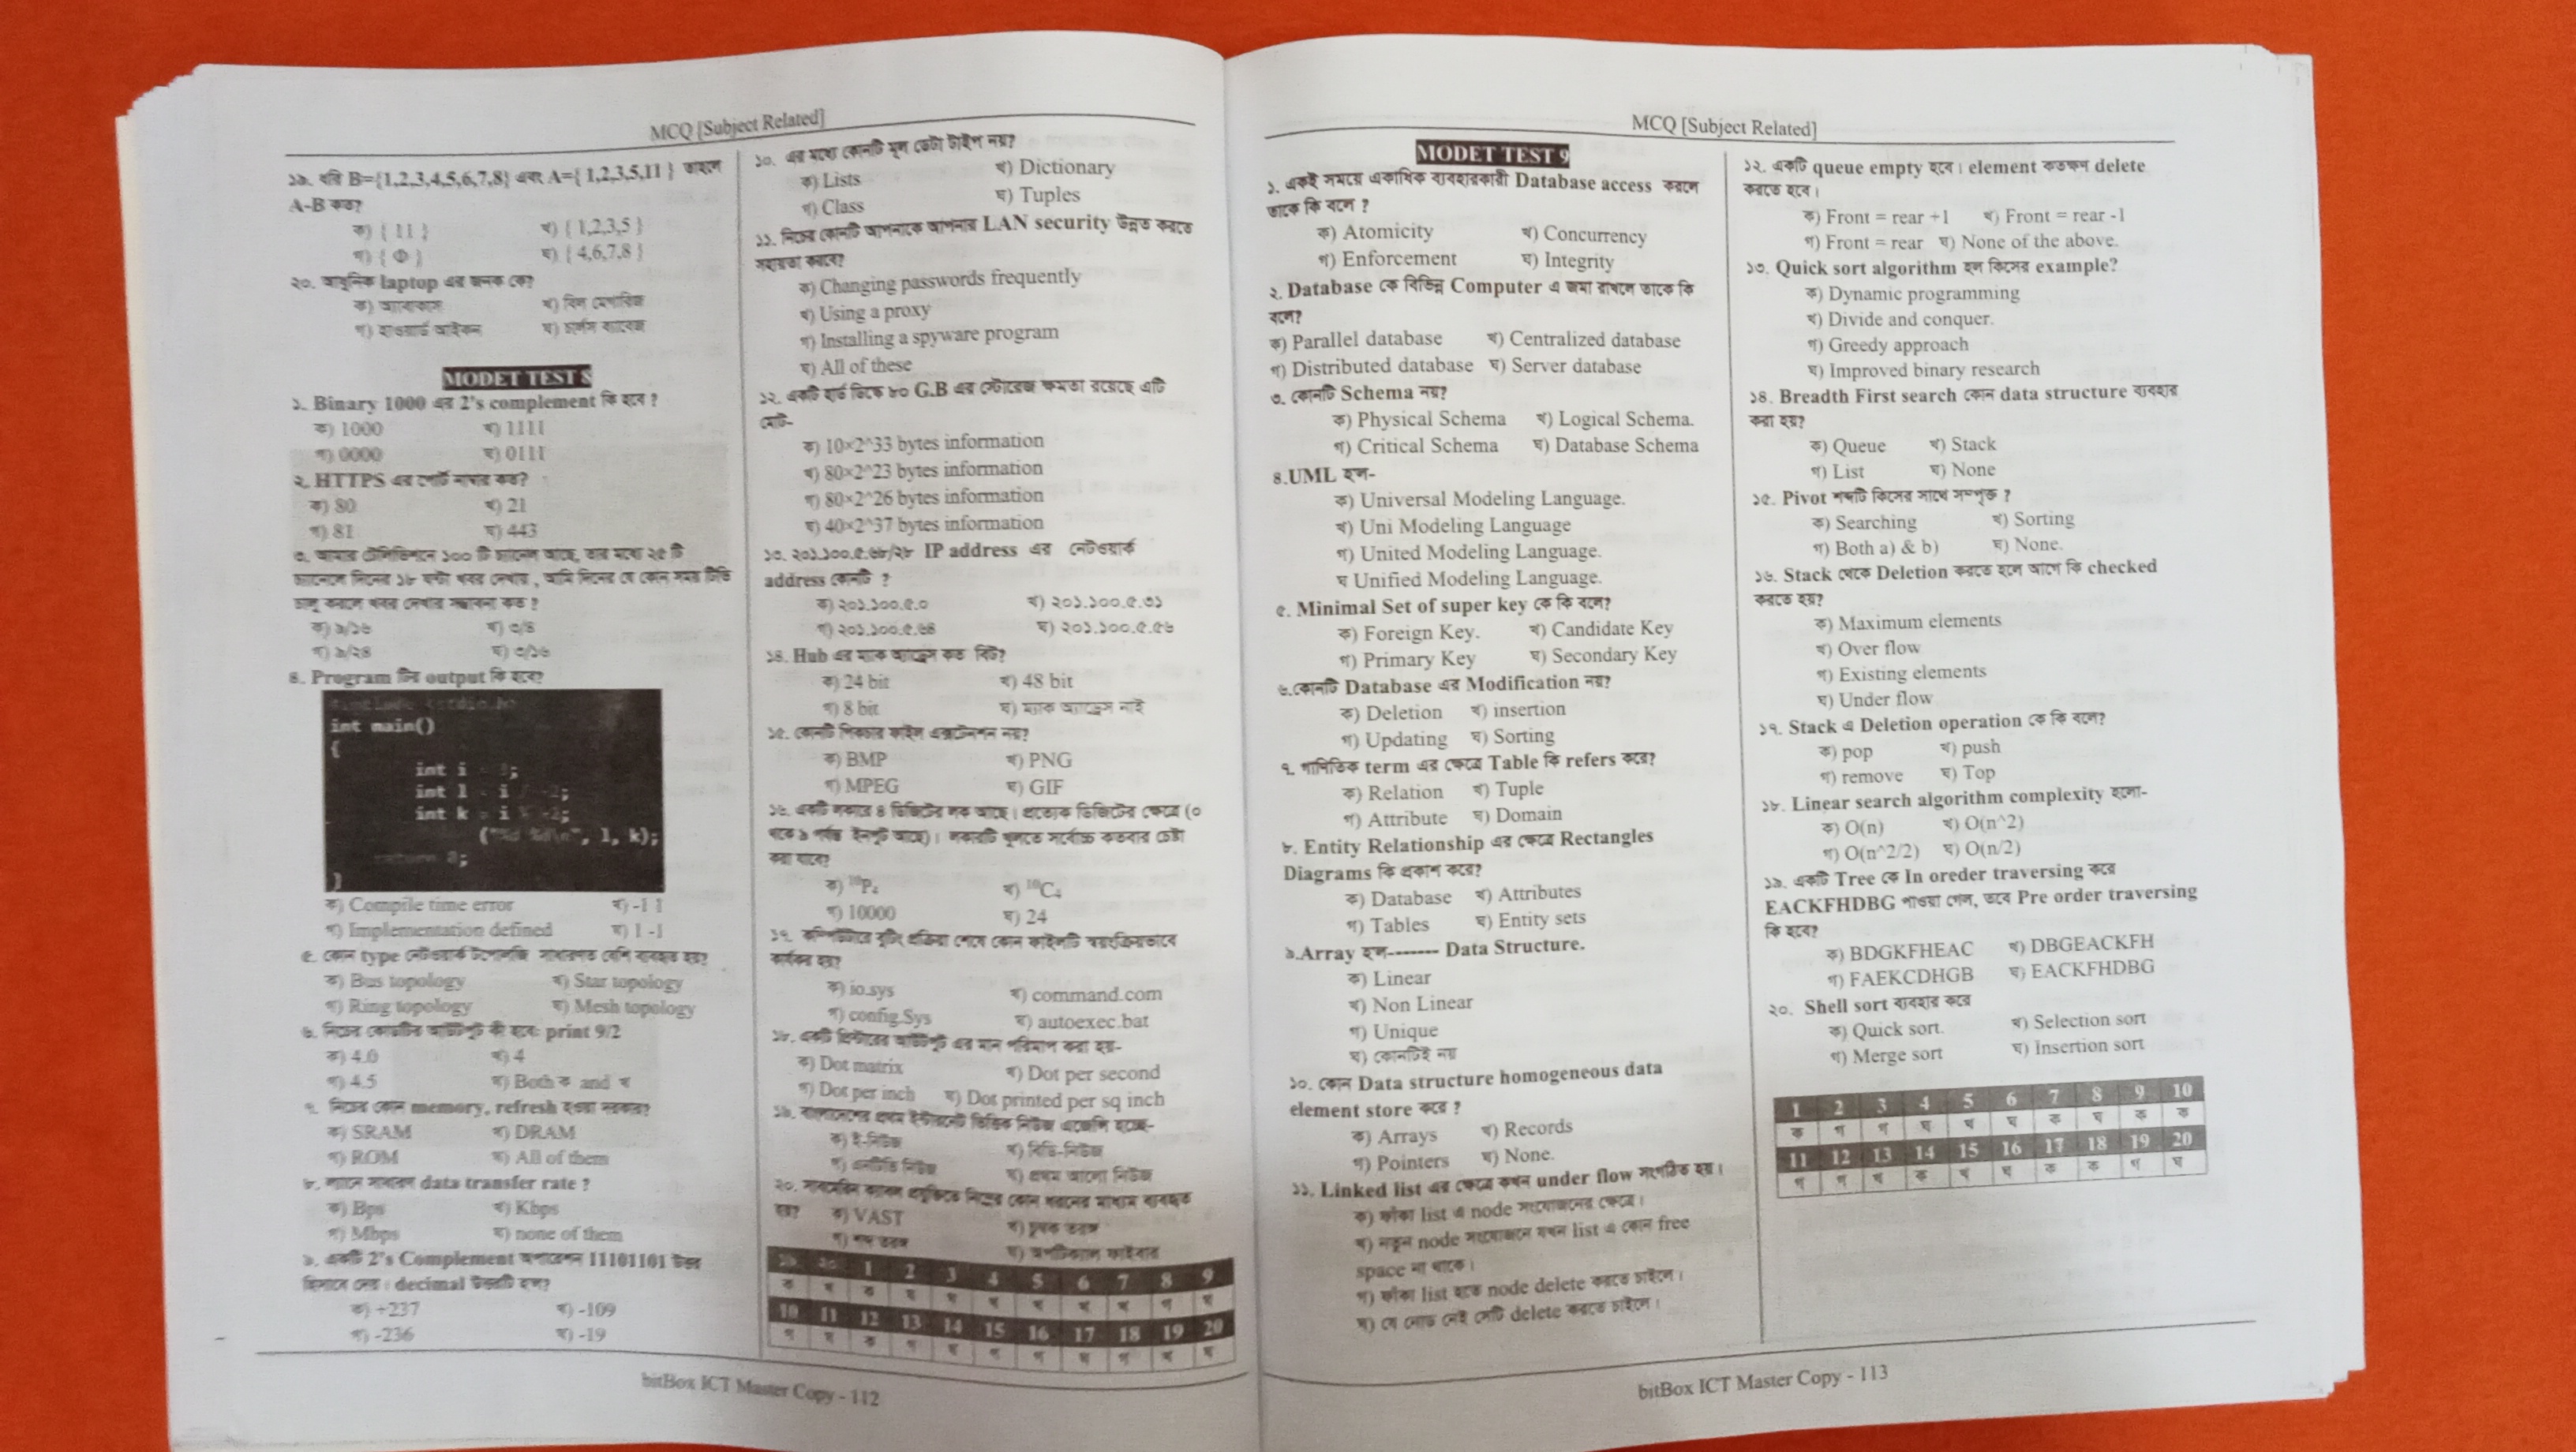 MCQ [Subject Related]
১৯. যদি B={1,2,3,4,5,6,7,8} এবং A={ 1,2,3,5,11 } তাহলে
A-B কত?
ক) { 11 }
খ) { 1,2,3,5 }
গ) { Φ }
ঘ) { 4,6,7,8 }
২০. আধুনিক laptop এর জনক কে?
ক) অ্যাবাকাস
খ) বিল মোগরিজ
গ) হাওয়ার্ড আইকন
ঘ) চার্লস ব্যাবেজ
MODET TEST 8
১. Binary 1000 এর 2's complement কি হবে ?
ক) 1000
খ) 1111
গ) 0000
ঘ) 0111
২. HTTPS এর পোর্ট নাম্বার কত?
ক) 80
খ) 21
গ) 81
ঘ) 443
৩. আমার টেলিভিশনে ১০০ টি চ্যানেল আছে, তার মধ্যে ২৫ টি
চ্যানেলে দিনের ১৮ ঘন্টা খবর দেখায় , আমি দিনের যে কোন সময় টিভি
চালু করলে খবর দেখার সম্ভাবনা কত ?
ক) ৯/১৬
খ) ৩/৪
গ) ৯/২৪
ঘ) ৩/১৬
৪. Program টির output কি হবে?
#include <stdio.h>
int main()
{
int i = 3;
int l = i / -2;
int k = i % -2;
("%d %d\n", l, k);
return 0;
}
ক) Compile time error
খ) -1 1
গ) Implementation defined
ঘ) 1 -1
৫. কোন type নেটওয়ার্ক টপোলজি সাধারণত বেশি ব্যবহৃত হয়?
ক) Bus topology
খ) Star topology
গ) Ring topology
ঘ) Mesh topology
৬. নিচের কোডটির আউটপুট কী হবে: print 9/2
ক) 4.0
খ) 4
গ) 4.5
ঘ) Both ক and খ
৭. নিচের কোন memory, refresh হওয়া দরকার?
ক) SRAM
খ) DRAM
গ) ROM
ঘ) All of them
৮. ল্যানে সাধারণ data transfer rate ?
ক) Bps
খ) Kbps
গ) Mbps
ঘ) none of them
৯. একটি 2's Complement অপারেশন 11101101 উত্তর
হিসাবে দেয় : decimal উত্তরটি হল?
ক) +237
খ) -109
গ) -236
ঘ) -19
১০. এর মধ্যে কোনটি মূল ডেটা টাইপ নয়?
ক) Lists
খ) Dictionary
গ) Class
ঘ) Tuples
১১. নিচের কোনটি আপনাকে আপনার LAN security উন্নত করতে
সহায়তা করবে?
ক) Changing passwords frequently
খ) Using a proxy
গ) Installing a spyware program
ঘ) All of these
১২. একটি হার্ড ডিস্কে ৮০ G.B এর স্টোরেজ ক্ষমতা রয়েছে এটি
মোট-
ক) 10×2^33 bytes information
খ) 80×2^23 bytes information
গ) 80×2^26 bytes information
ঘ) 40×2^37 bytes information
১৩. ২০১.১০০.৫.৬৮/২৮ IP address এর নেটওয়ার্ক
address কোনটি ?
ক) ২০১.১০০.৫.০
খ) ২০১.১০০.৫.৩১
গ) ২০১.১০০.৫.৬৪
ঘ) ২০১.১০০.৫.৫৬
১৪. Hub এর ম্যাক অ্যাড্রেস কত বিট?
ক) 24 bit
খ) 48 bit
গ) 8 bit
ঘ) ম্যাক অ্যাড্রেস নাই
১৫. কোনটি পিকচার ফাইল এক্সটেনশন নয়?
ক) BMP
খ) PNG
গ) MPEG
ঘ) GIF
১৬. একটি লকারে ৪ ডিজিটের লক আছে। প্রত্যেক ডিজিটের ক্ষেত্রে (০
থকে ৯ পর্যন্ত ইনপুট আছে)। লকারটি খুলতে সর্বোচ্চ কতবার চেষ্টা
করা যাবে?
ক) ¹⁰P₄
খ) ¹⁰C₄
গ) 10000
ঘ) 24
১৭. কম্পিউটারে বুটিং প্রক্রিয়া শেষে কোন ফাইলটি স্বয়ংক্রিয়ভাবে
কার্যকর হয়?
ক) io.sys
খ) command.com
গ) config.Sys
ঘ) autoexec.bat
১৮. একটি প্রিন্টারের আউটপুট এর মান পরিমাপ করা হয়-
ক) Dot matrix
খ) Dot per second
গ) Dot per inch
ঘ) Dot printed per sq inch
১৯. বাংলাদেশের প্রথম ইন্টারনেট ভিত্তিক নিউজ এজেন্সি হচ্ছে-
ক) ই-নিউজ
খ) বিডি-নিউজ
গ) এনটিভি নিউজ
ঘ) প্রথম আলো নিউজ
২০. সাবমেরিন ক্যাবল প্রযুক্তিতে নিম্নের কোন ধরনের মাধ্যম ব্যবহৃত
হয়?
ক) VAST
খ) চুম্বক তরঙ্গ
গ) শব্দ তরঙ্গ
ঘ) অপটিক্যাল ফাইবার
19 20 1 2 3 4 5 6 7 8 9
10 11 12 13 14 15 16 17 18 19 20
bitBox ICT Master Copy - 112
MCQ [Subject Related]
MODET TEST 9
১. একই সময়ে একাধিক ব্যবহারকারী Database access করলে
তাকে কি বলে ?
ক) Atomicity
খ) Concurrency
গ) Enforcement
ঘ) Integrity
২. Database কে বিভিন্ন Computer এ জমা রাখলে তাকে কি
বলে?
ক) Parallel database
খ) Centralized database
গ) Distributed database
ঘ) Server database
৩. কোনটি Schema নয়?
ক) Physical Schema
খ) Logical Schema.
গ) Critical Schema
ঘ) Database Schema
৪.UML হল-
ক) Universal Modeling Language.
খ) Uni Modeling Language
গ) United Modeling Language.
ঘ Unified Modeling Language.
৫. Minimal Set of super key কে কি বলে?
ক) Foreign Key.
খ) Candidate Key
গ) Primary Key
ঘ) Secondary Key
৬.কোনটি Database এর Modification নয়?
ক) Deletion
খ) insertion
গ) Updating
ঘ) Sorting
৭. গাণিতিক term এর ক্ষেত্রে Table কি refers করে?
ক) Relation
খ) Tuple
গ) Attribute
ঘ) Domain
৮. Entity Relationship এর ক্ষেত্রে Rectangles
Diagrams কি প্রকাশ করে?
ক) Database
খ) Attributes
গ) Tables
ঘ) Entity sets
৯.Array হল------- Data Structure.
ক) Linear
খ) Non Linear
গ) Unique
ঘ) কোনটিই নয়
১০. কোন Data structure homogeneous data
element store করে ?
ক) Arrays
খ) Records
গ) Pointers
ঘ) None.
১১. Linked list এর ক্ষেত্রে কখন under flow সংগঠিত হয়।
ক) ফাঁকা list এ node সংযোজনের ক্ষেত্রে।
খ) নতুন node সংযোজনে যখন list এ কোন free
space না থাকে।
গ) ফাঁকা list হতে node delete করতে চাইলে।
ঘ) যে নোড নেই সেটি delete করতে চাইলে।
১২. একটি queue empty হবে। element কতক্ষণ delete
করতে হবে।
ক) Front = rear +1
খ) Front = rear -1
গ) Front = rear
ঘ) None of the above.
১৩. Quick sort algorithm হল কিসের example?
ক) Dynamic programming
খ) Divide and conquer.
গ) Greedy approach
ঘ) Improved binary research
১৪. Breadth First search কোন data structure ব্যবহার
করা হয়?
ক) Queue
খ) Stack
গ) List
ঘ) None
১৫. Pivot শব্দটি কিসের সাথে সম্পৃক্ত ?
ক) Searching
খ) Sorting
গ) Both a) & b)
ঘ) None.
১৬. Stack থেকে Deletion করতে হলে আগে কি checked
করতে হয়?
ক) Maximum elements
খ) Over flow
গ) Existing elements
ঘ) Under flow
১৭. Stack এ Deletion operation কে কি বলে?
ক) pop
খ) push
গ) remove
ঘ) Top
১৮. Linear search algorithm complexity হলো-
ক) O(n)
খ) O(n^2)
গ) O(n^2/2)
ঘ) O(n/2)
১৯. একটি Tree কে In oreder traversing করে
EACKFHDBG পাওয়া গেল, তবে Pre order traversing
কি হবে?
ক) BDGKFHEAC
খ) DBGEACKFH
গ) FAEKCDHGB
ঘ) EACKFHDBG
২০. Shell sort ব্যবহার করে
ক) Quick sort.
খ) Selection sort
গ) Merge sort
ঘ) Insertion sort
1 2 3 4 5 6 7 8 9 10
ক গ গ ঘ খ ঘ ক ঘ ক ক
11 12 13 14 15 16 17 18 19 20
গ গ খ ক খ ঘ ক ক গ ঘ
bitBox ICT Master Copy - 113